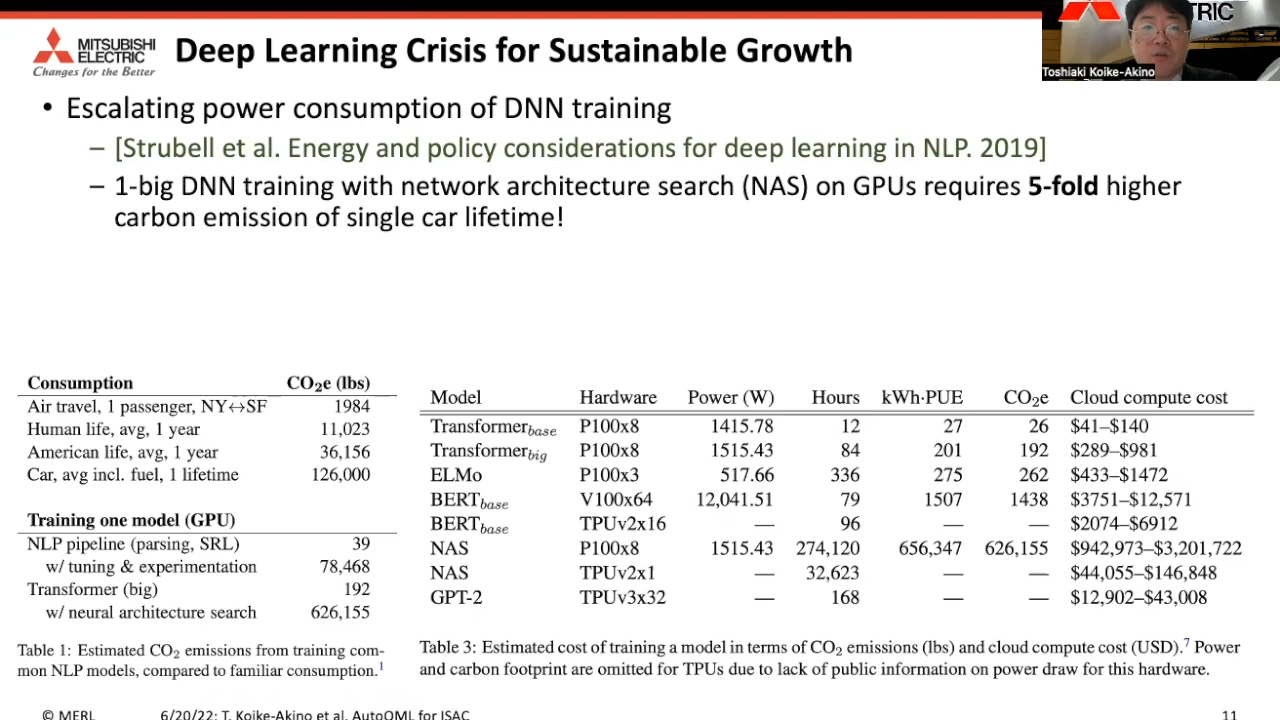 MITSUBISHI
ELECTRIC
Changes for the Better
Deep Learning Crisis for Sustainable Growth
TRIC
Toshiaki Koike-Akino
• Escalating power consumption of DNN training
– [Strubell et al. Energy and policy considerations for deep learning in NLP. 2019]
– 1-big DNN training with network architecture search (NAS) on GPUs requires 5-fold higher
carbon emission of single car lifetime!
Consumption CO2e (lbs)
Air travel, 1 passenger, NY↔SF 1984
Human life, avg, 1 year 11,023
American life, avg, 1 year 36,156
Car, avg incl. fuel, 1 lifetime 126,000
Training one model (GPU)
NLP pipeline (parsing, SRL) 39
w/ tuning & experimentation 78,468
Transformer (big) 192
w/ neural architecture search 626,155
Table 1: Estimated CO2 emissions from training com-
mon NLP models, compared to familiar consumption.1
Model Hardware Power (W) Hours kWh·PUE CO2e Cloud compute cost
Transformerbase P100x8 1415.78 12 27 26 $41–$140
Transformerbig P100x8 1515.43 84 201 192 $289–$981
ELMo P100x3 517.66 336 275 262 $433–$1472
BERTbase V100x64 12,041.51 79 1507 1438 $3751–$12,571
BERTbase TPUv2x16 — 96 — — $2074–$6912
NAS P100x8 1515.43 274,120 656,347 626,155 $942,973–$3,201,722
NAS TPUv2x1 — 32,623 — — $44,055–$146,848
GPT-2 TPUv3x32 — 168 — — $12,902–$43,008
Table 3: Estimated cost of training a model in terms of CO2 emissions (lbs) and cloud compute cost (USD).7 Power
and carbon footprint are omitted for TPUs due to lack of public information on power draw for this hardware.
© MERL 6/20/22: T. Koike-Akino et al. AutoQML for ISAC 11